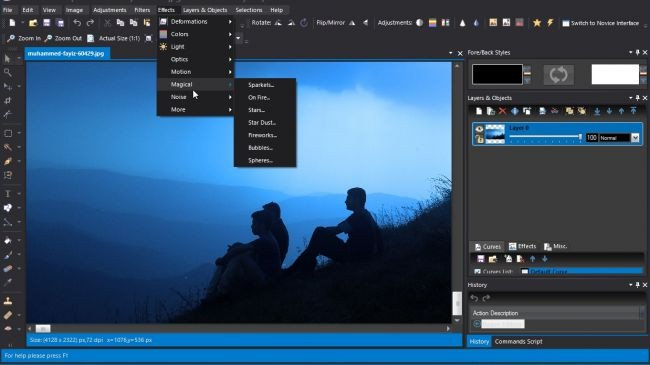 File Edit View Image Adjustments Filters Effects Layers & Objects Selections Help
Rotate: Flip/Mirror Adjustments: Switch to Novice Interface
Zoom In Zoom Out Actual Size (1:1)
muhammed-fayiz-60429.jpg
Deformations
Colors
Light
Optics
Motion
Magical
Noise
More
Sparkels...
On Fire...
Stars...
Star Dust...
Fireworks...
Bubbles...
Spheres...
Fore/Back Styles
Layers & Objects
Layer 0
100 Normal
Curves Effects Misc.
Curves List: Default Copy
History
Action Description
History Commands Script
Size: (4128 x 2322) px,72 dpi x=1076,y=536 px
For help please press F1